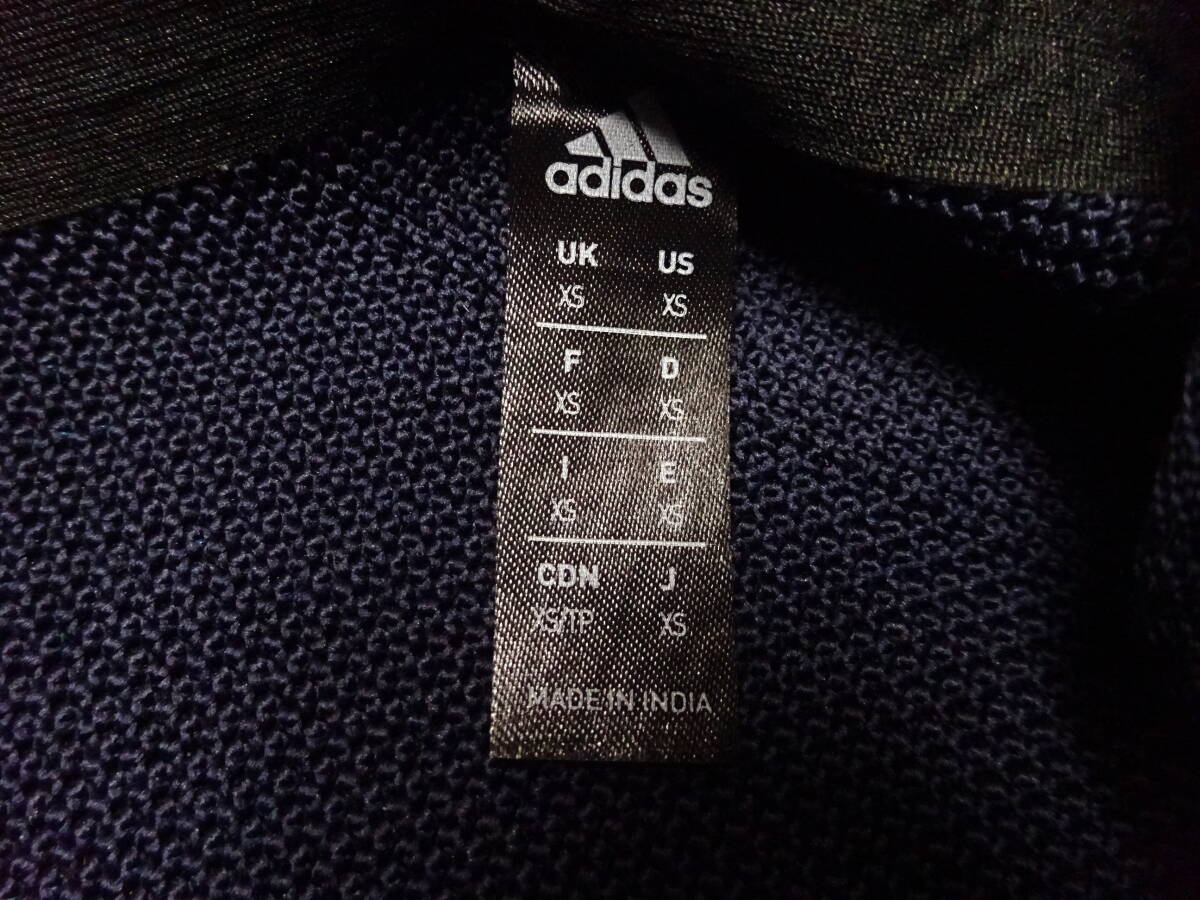 adidas
UK US
XS XS
F D
XS XS
I E
XS XS
CDN J
XS/TP XS
MADE IN INDIA